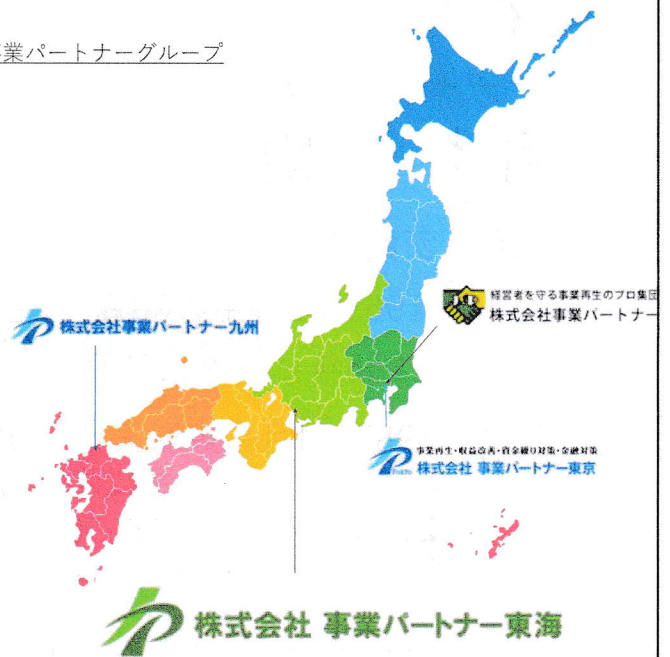 業パートナーグループ
経営者を守る事業再生のプロ集団
株式会社事業パートナー
株式会社事業パートナー九州
事業再生・収益改善・資金繰り対策・金融対策
株式会社 事業パートナー東京
株式会社 事業パートナー東海